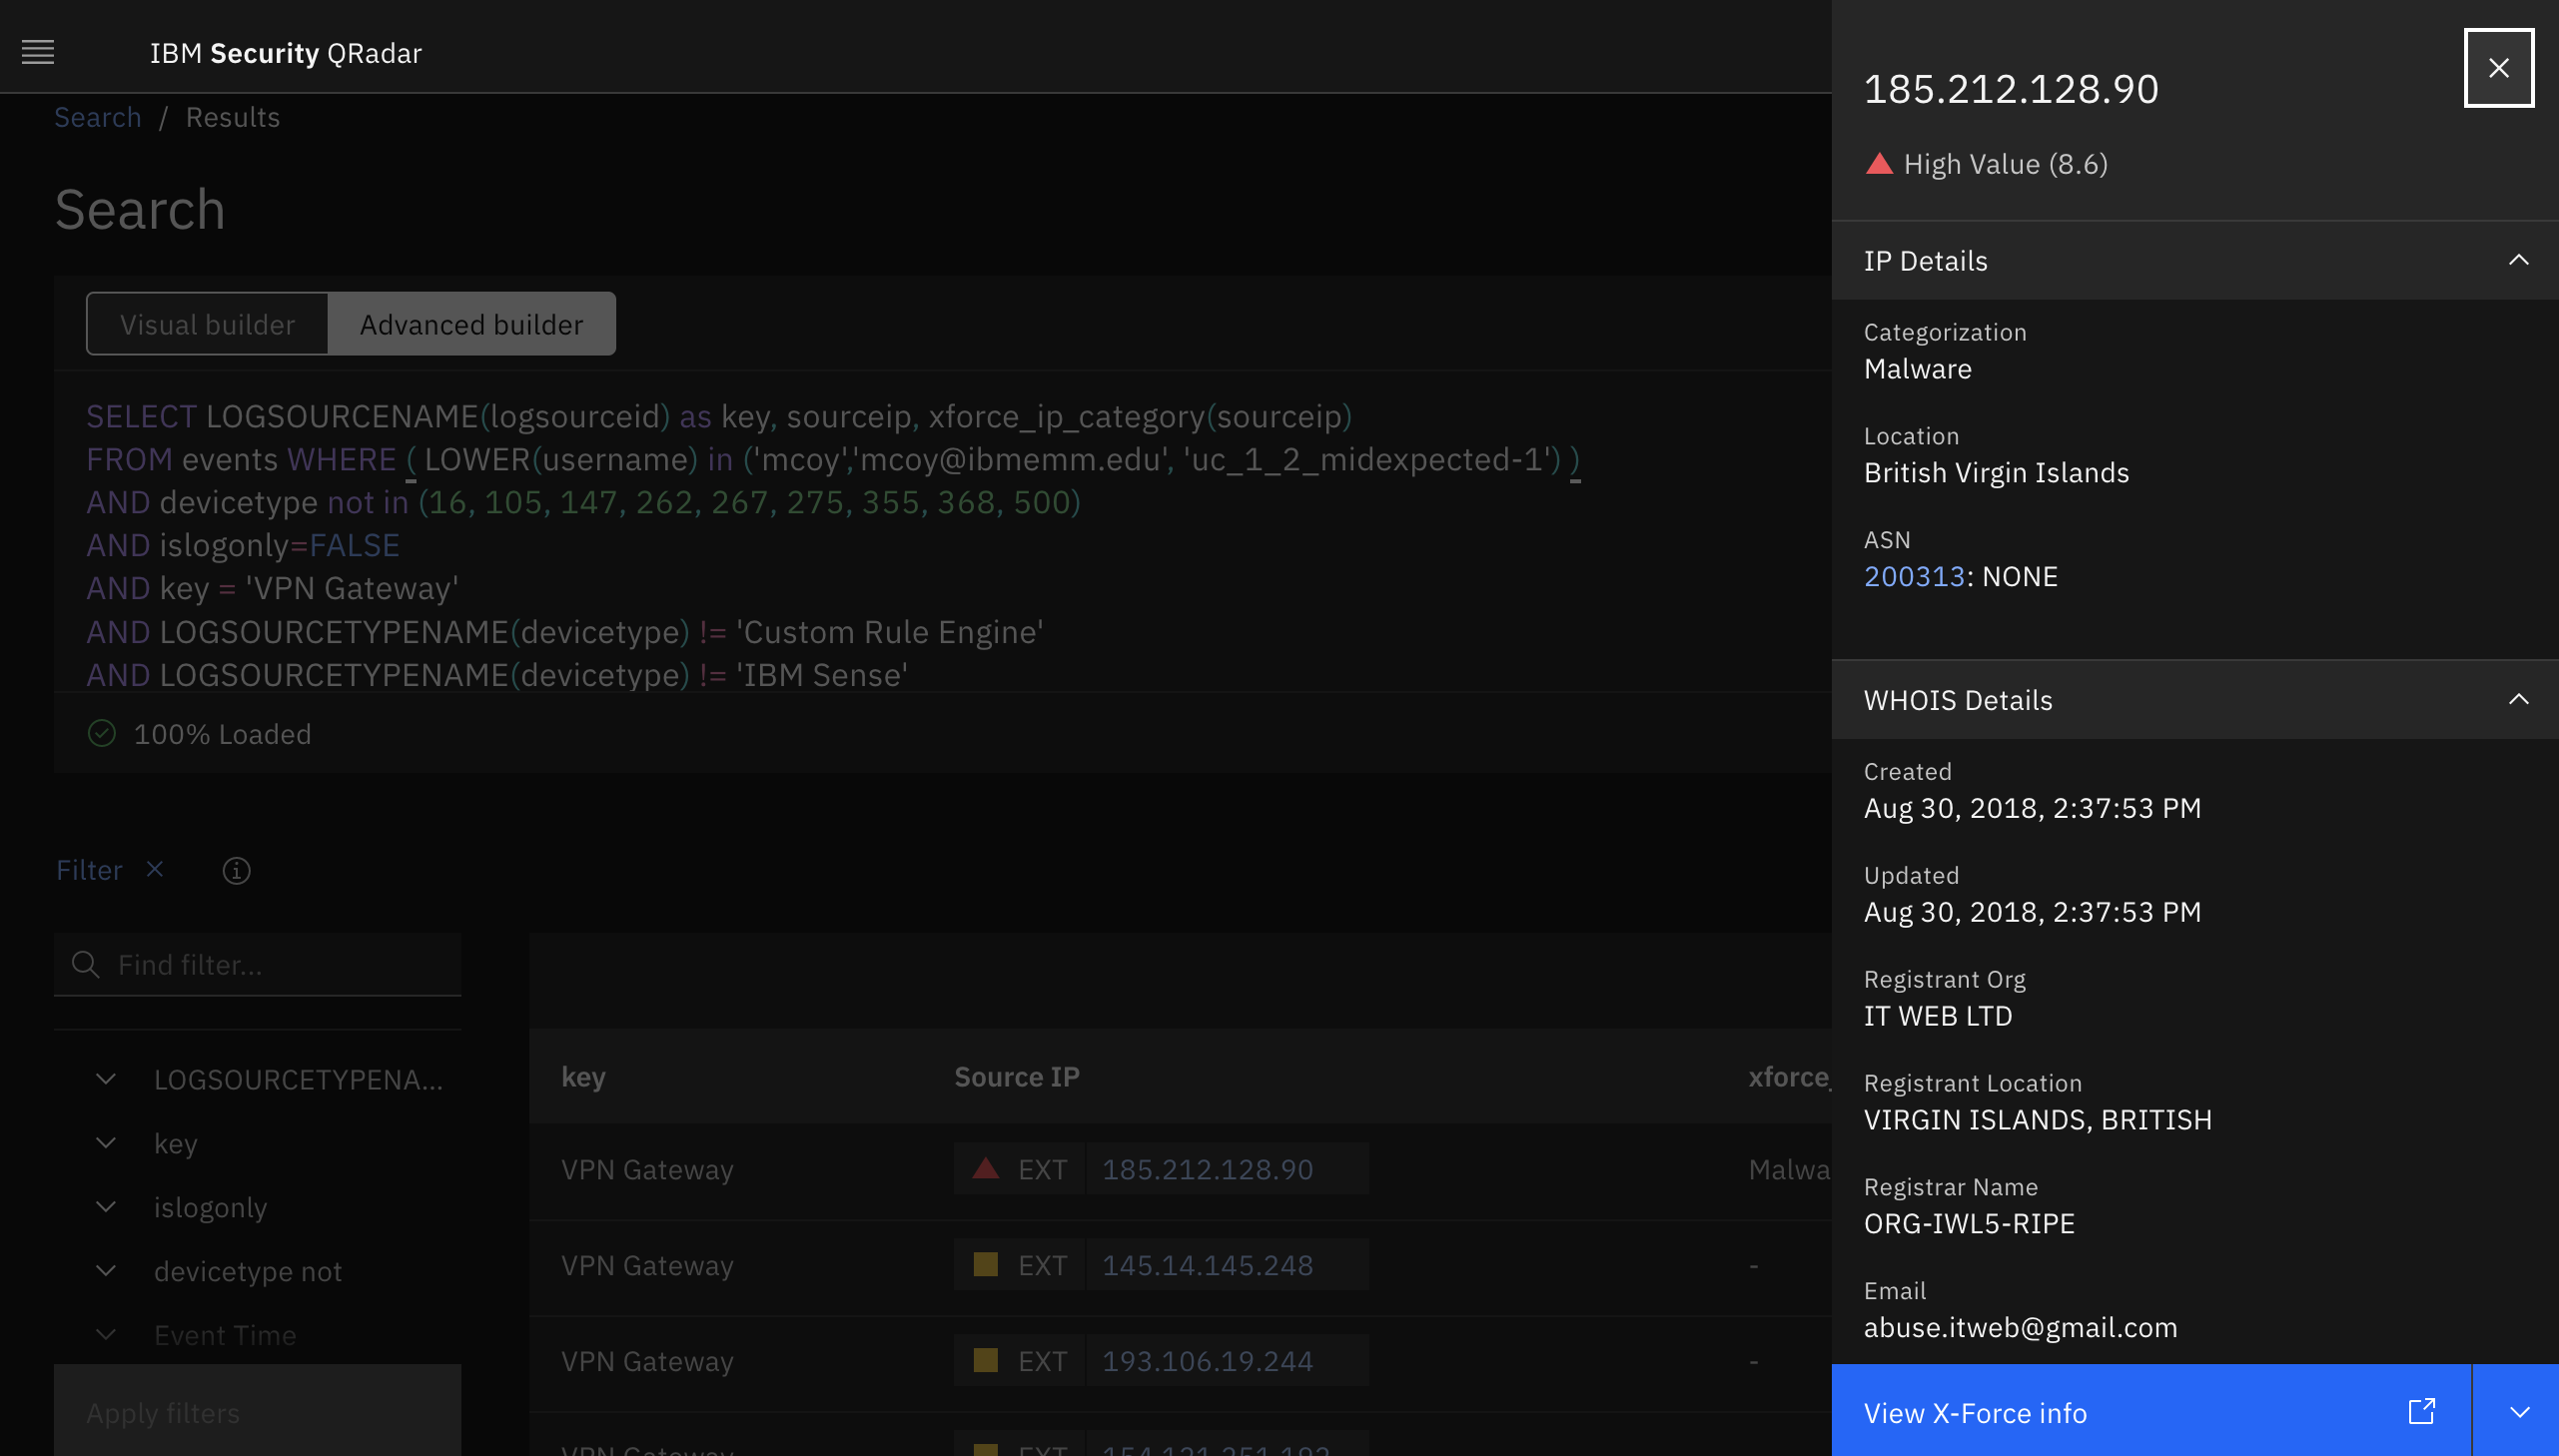 IBM Security QRadar
Search / Results
Search
Visual builder
Advanced builder
SELECT LOGSOURCENAME(logsourceid) as key, sourceip, xforce_ip_category(sourceip)
FROM events WHERE ( LOWER(username) in ('mcoy','mcoy@ibmemm.edu', 'uc_1_2_midexpected-1') )
AND devicetype not in (16, 105, 147, 262, 267, 275, 355, 368, 500)
AND islogonly=FALSE
AND key = 'VPN Gateway'
AND LOGSOURCETYPENAME(devicetype) != 'Custom Rule Engine'
AND LOGSOURCETYPENAME(devicetype) != 'IBM Sense'
100% Loaded
Filter
Find filter...
LOGSOURCETYPENA...
key
islogonly
devicetype not
Event Time
Apply filters
key Source IP xforce_
VPN Gateway EXT 185.212.128.90 Malwa
VPN Gateway EXT 145.14.145.248 -
VPN Gateway EXT 193.106.19.244 -
VPN Gateway EXT
185.212.128.90
High Value (8.6)
IP Details
Categorization
Malware
Location
British Virgin Islands
ASN
200313: NONE
WHOIS Details
Created
Aug 30, 2018, 2:37:53 PM
Updated
Aug 30, 2018, 2:37:53 PM
Registrant Org
IT WEB LTD
Registrant Location
VIRGIN ISLANDS, BRITISH
Registrar Name
ORG-IWL5-RIPE
Email
abuse.itweb@gmail.com
View X-Force info